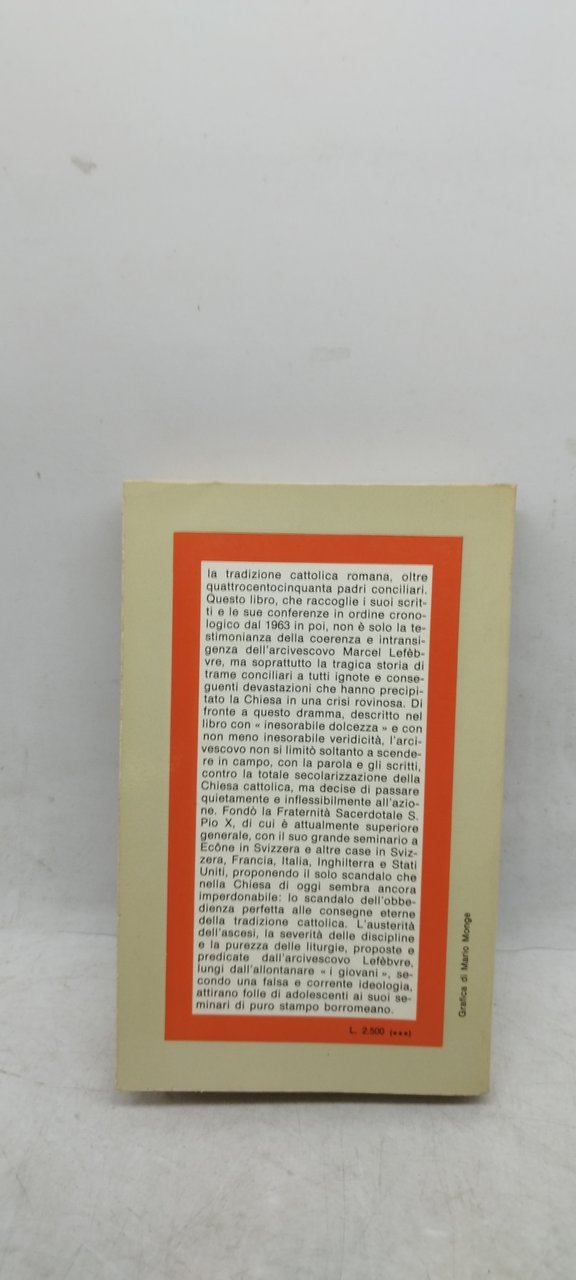 la tradizione cattolica romana, oltre
quattrocentocinquanta padri conciliari.
Questo libro, che raccoglie i suoi scrit-
ti e le sue conferenze in ordine crono-
logico dal 1963 in poi, non è solo la te-
stimonianza della coerenza e intransi-
genza dell'arcivescovo Marcel Lefèb-
vre, ma soprattutto la tragica storia di
trame conciliari a tutti ignote e conse-
guenti devastazioni che hanno precipi-
tato la Chiesa in una crisi rovinosa. Di
fronte a questo dramma, descritto nel
libro con « inesorabile dolcezza » e con
non meno inesorabile veridicità, l'arci-
vescovo non si limitò soltanto a scende-
re in campo, con la parola e gli scritti,
contro la totale secolarizzazione della
Chiesa cattolica, ma decise di passare
quietamente e inflessibilmente all'azio-
ne. Fondò la Fraternità Sacerdotale S.
Pio X, di cui è attualmente superiore
generale, con il suo grande seminario a
Ecône in Svizzera e altre case in Sviz-
zera, Francia, Italia, Inghilterra e Stati
Uniti, proponendo il solo scandalo che
nella Chiesa di oggi sembra ancora
imperdonabile: lo scandalo dell'obbe-
dienza perfetta alle consegne eterne
della tradizione cattolica. L'austerità
dell'ascesi, la severità delle discipline
e la purezza delle liturgie, proposte e
predicate dall'arcivescovo Lefèbvre,
lungi dall'allontanare « i giovani », se-
condo una falsa e corrente ideologia,
attirano folle di adolescenti ai suoi se-
minari di puro stampo borromeano.
L. 2.500 (***)
Grafica di Mario Monge